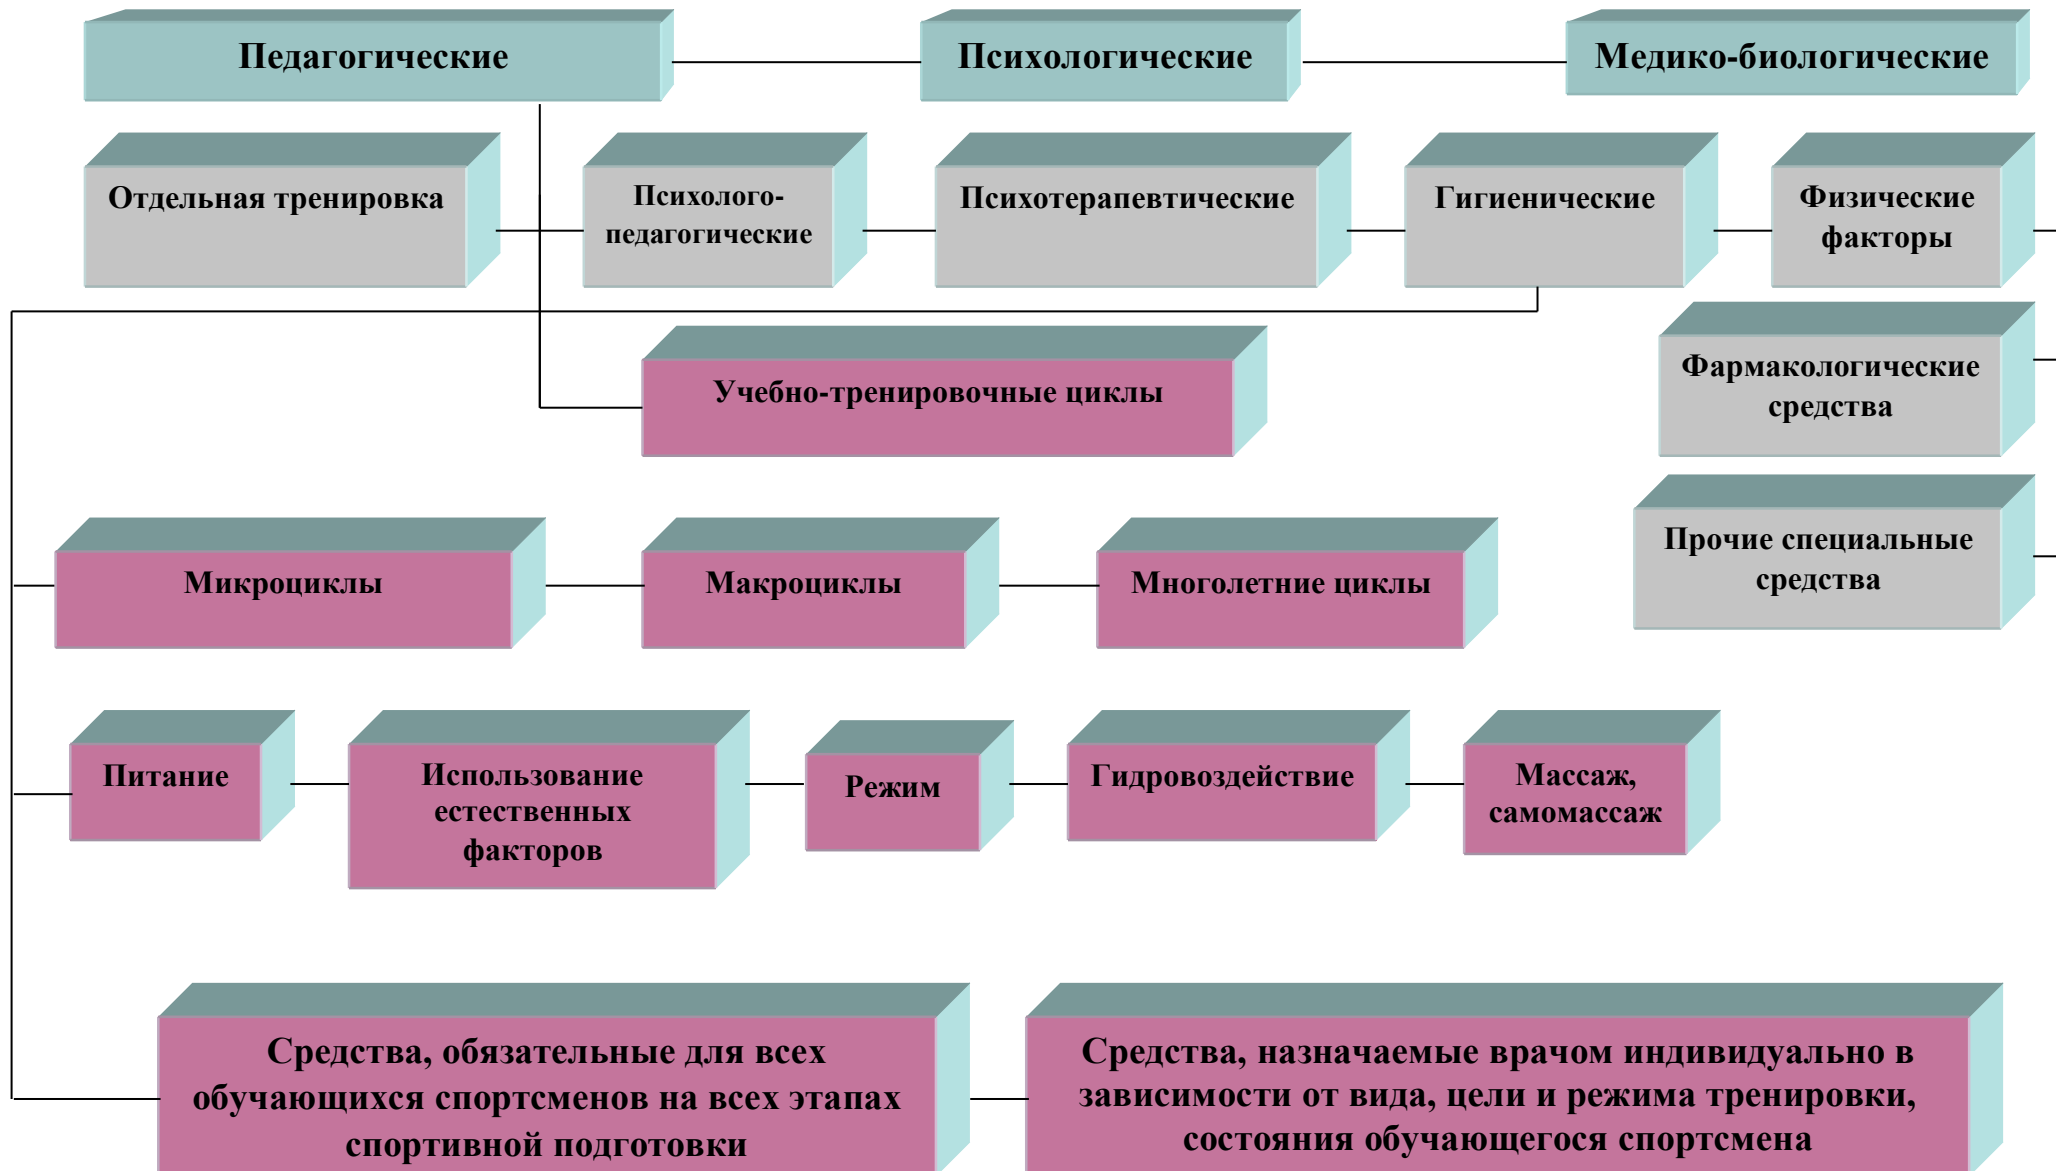 Педагогические
Психологические
Медико-биологические
Отдельная тренировка
Психолого-
педагогические
Психотерапевтические
Гигиенические
Физические
факторы
Учебно-тренировочные циклы
Фармакологические
средства
Прочие специальные
средства
Микроциклы
Макроциклы
Многолетние циклы
Питание
Использование
естественных
факторов
Режим
Гидровоздействие
Массаж,
самомассаж
Средства, обязательные для всех
обучающихся спортсменов на всех этапах
спортивной подготовки
Средства, назначаемые врачом индивидуально в
зависимости от вида, цели и режима тренировки,
состояния обучающегося спортсмена